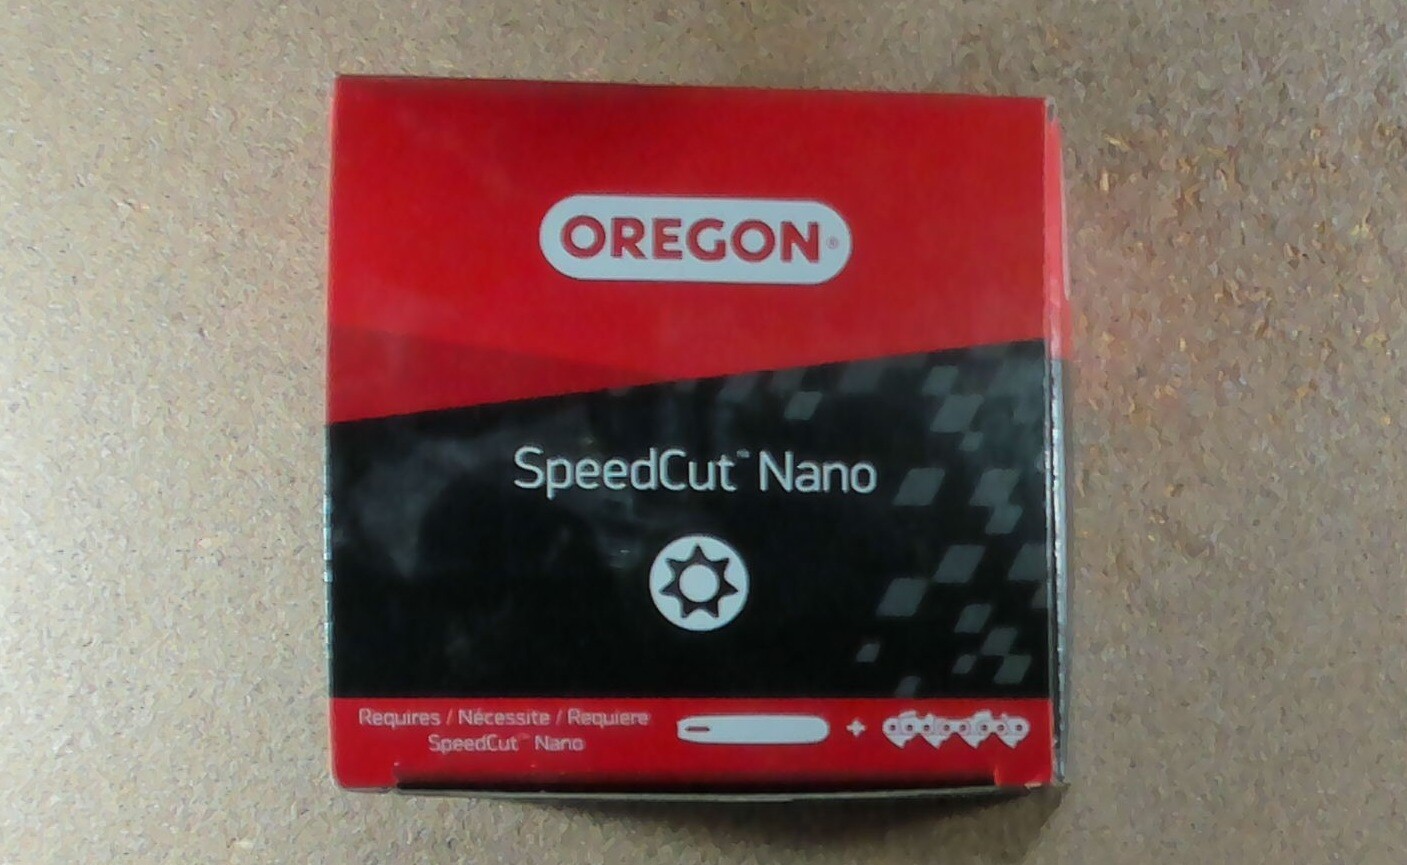 OREGON®
SpeedCut™ Nano
Requires / Nécessite / Requiere
SpeedCut™ Nano
+